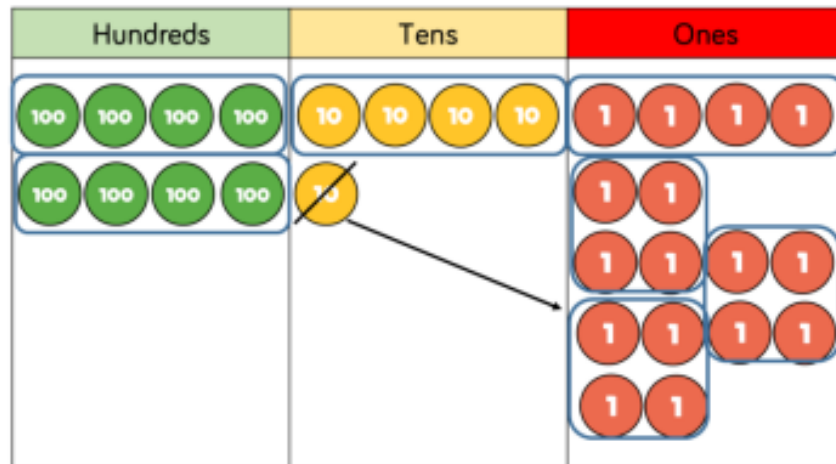 Hundreds Tens Ones
100 100 100 100 10 10 10 10 1 1 1 1
100 100 100 100 10 1 1
1 1 1 1
1 1 1 1
1 1